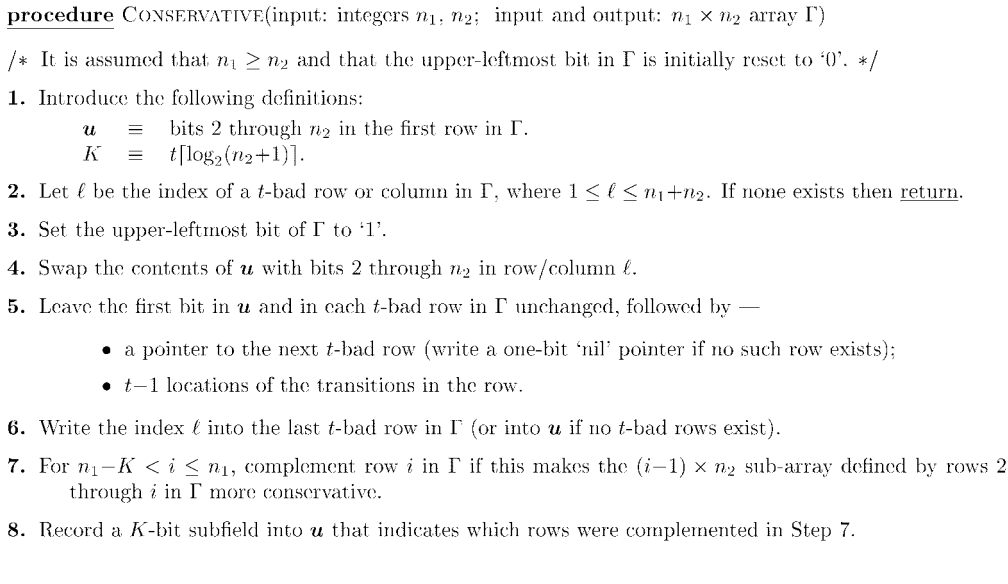 procedure CONSERVATIVE(input: integers n₁, n₂; input and output: n₁ × n₂ array Γ)
/* It is assumed that n₁ ≥ n₂ and that the upper-leftmost bit in Γ is initially reset to ‘0’. */
1. Introduce the following definitions:
u ≡ bits 2 through n₂ in the first row in Γ.
K ≡ t⌈log₂(n₂+1)⌉.
2. Let ℓ be the index of a t-bad row or column in Γ, where 1 ≤ ℓ ≤ n₁+n₂. If none exists then return.
3. Set the upper-leftmost bit of Γ to ‘1’.
4. Swap the contents of u with bits 2 through n₂ in row/column ℓ.
5. Leave the first bit in u and in each t-bad row in Γ unchanged, followed by —
• a pointer to the next t-bad row (write a one-bit ‘nil’ pointer if no such row exists);
• t−1 locations of the transitions in the row.
6. Write the index ℓ into the last t-bad row in Γ (or into u if no t-bad rows exist).
7. For n₁−K < i ≤ n₁, complement row i in Γ if this makes the (i−1) × n₂ sub-array defined by rows 2
through i in Γ more conservative.
8. Record a K-bit subfield into u that indicates which rows were complemented in Step 7.